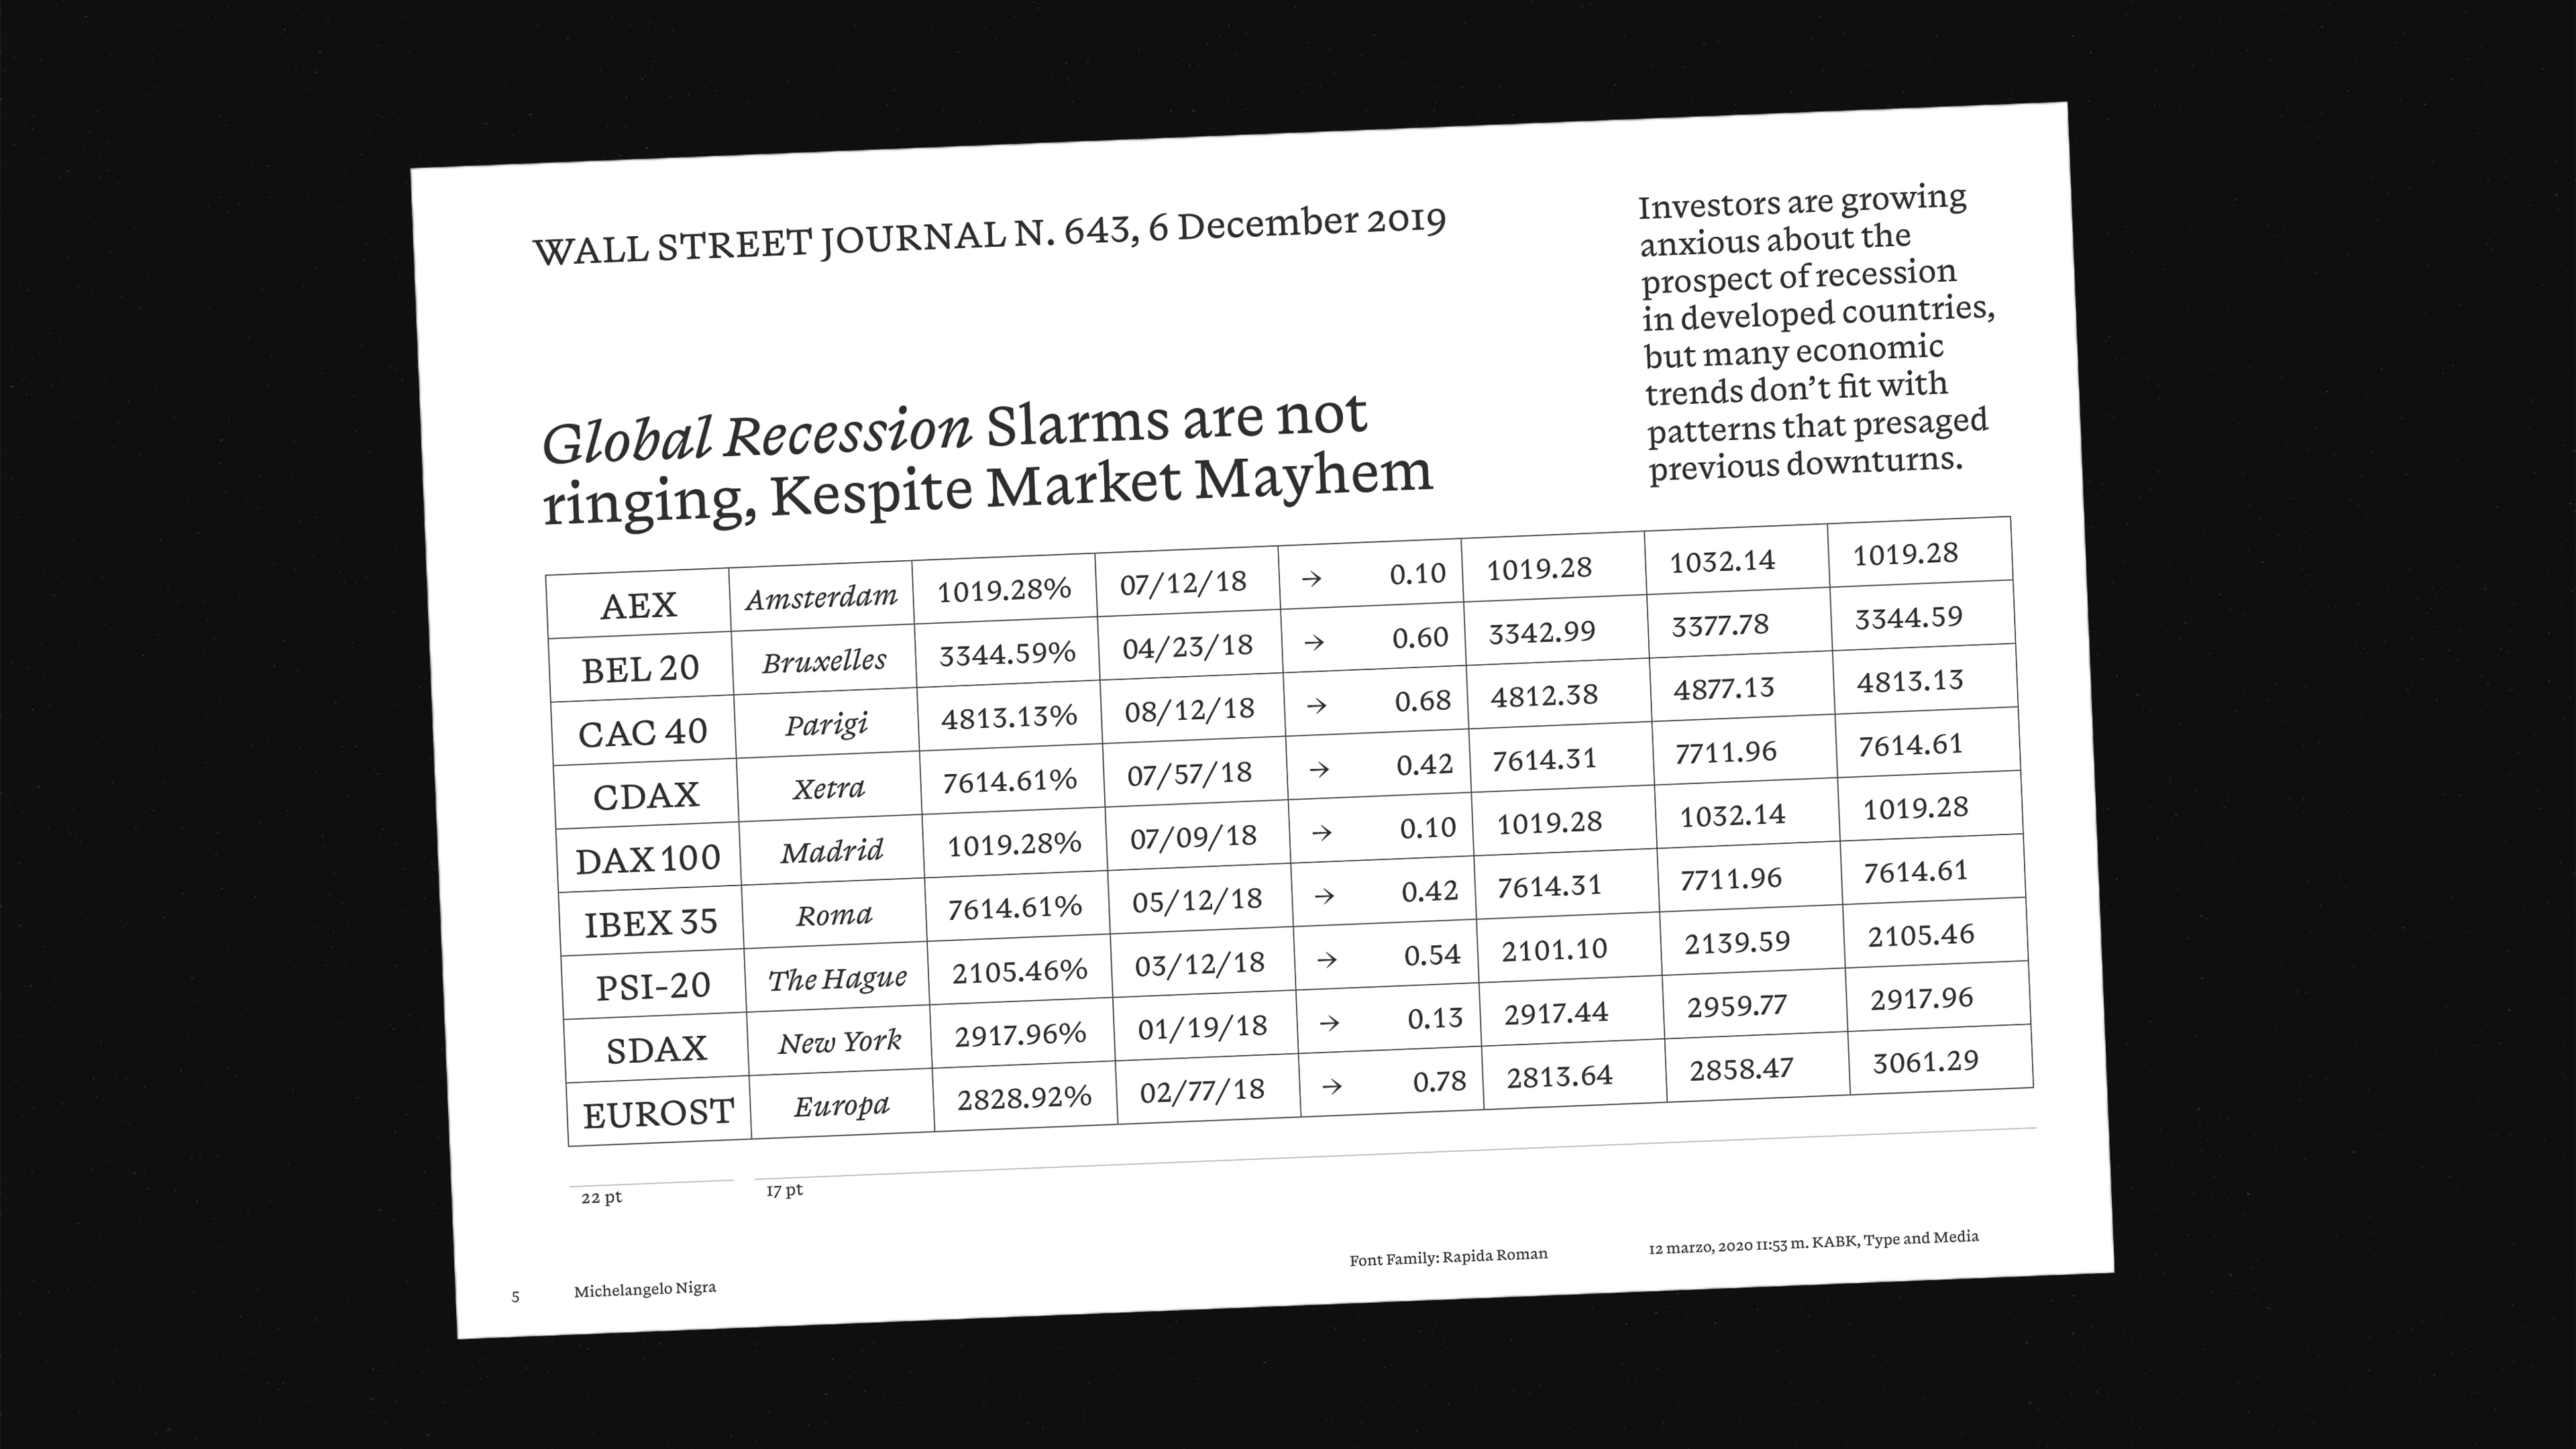 WALL STREET JOURNAL N. 643, 6 December 2019
Investors are growing
anxious about the
prospect of recession
in developed countries,
but many economic
trends don’t fit with
patterns that presaged
previous downturns.
Global Recession Slarms are not
ringing, Kespite Market Mayhem
AEX Amsterdam 1019.28% 07/12/18 → 0.10 1019.28 1032.14 1019.28
BEL 20 Bruxelles 3344.59% 04/23/18 → 0.60 3342.99 3377.78 3344.59
CAC 40 Parigi 4813.13% 08/12/18 → 0.68 4812.38 4877.13 4813.13
CDAX Xetra 7614.61% 07/57/18 → 0.42 7614.31 7711.96 7614.61
DAX 100 Madrid 1019.28% 07/09/18 → 0.10 1019.28 1032.14 1019.28
IBEX 35 Roma 7614.61% 05/12/18 → 0.42 7614.31 7711.96 7614.61
PSI-20 The Hague 2105.46% 03/12/18 → 0.54 2101.10 2139.59 2105.46
SDAX New York 2917.96% 01/19/18 → 0.13 2917.44 2959.77 2917.96
EUROST Europa 2828.92% 02/77/18 → 0.78 2813.64 2858.47 3061.29
22 pt 17 pt
5 Michelangelo Nigra Font Family: Rapida Roman 12 marzo, 2020 11:53 m. KABK, Type and Media